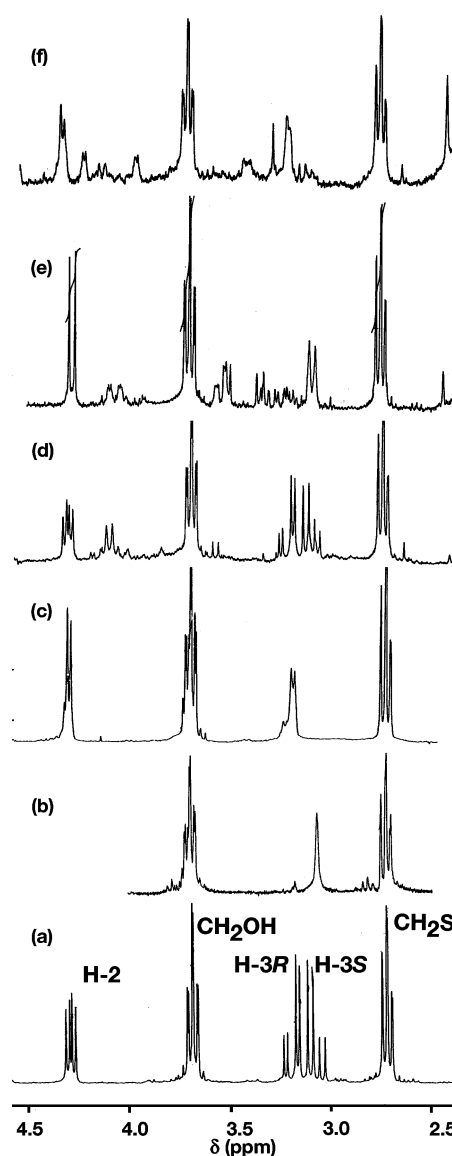 (f)
(e)
(d)
(c)
(b)
(a)
CH2OH
CH2S
H-3R H-3S
H-2
4.5 4.0 3.5 3.0 2.5
δ (ppm)